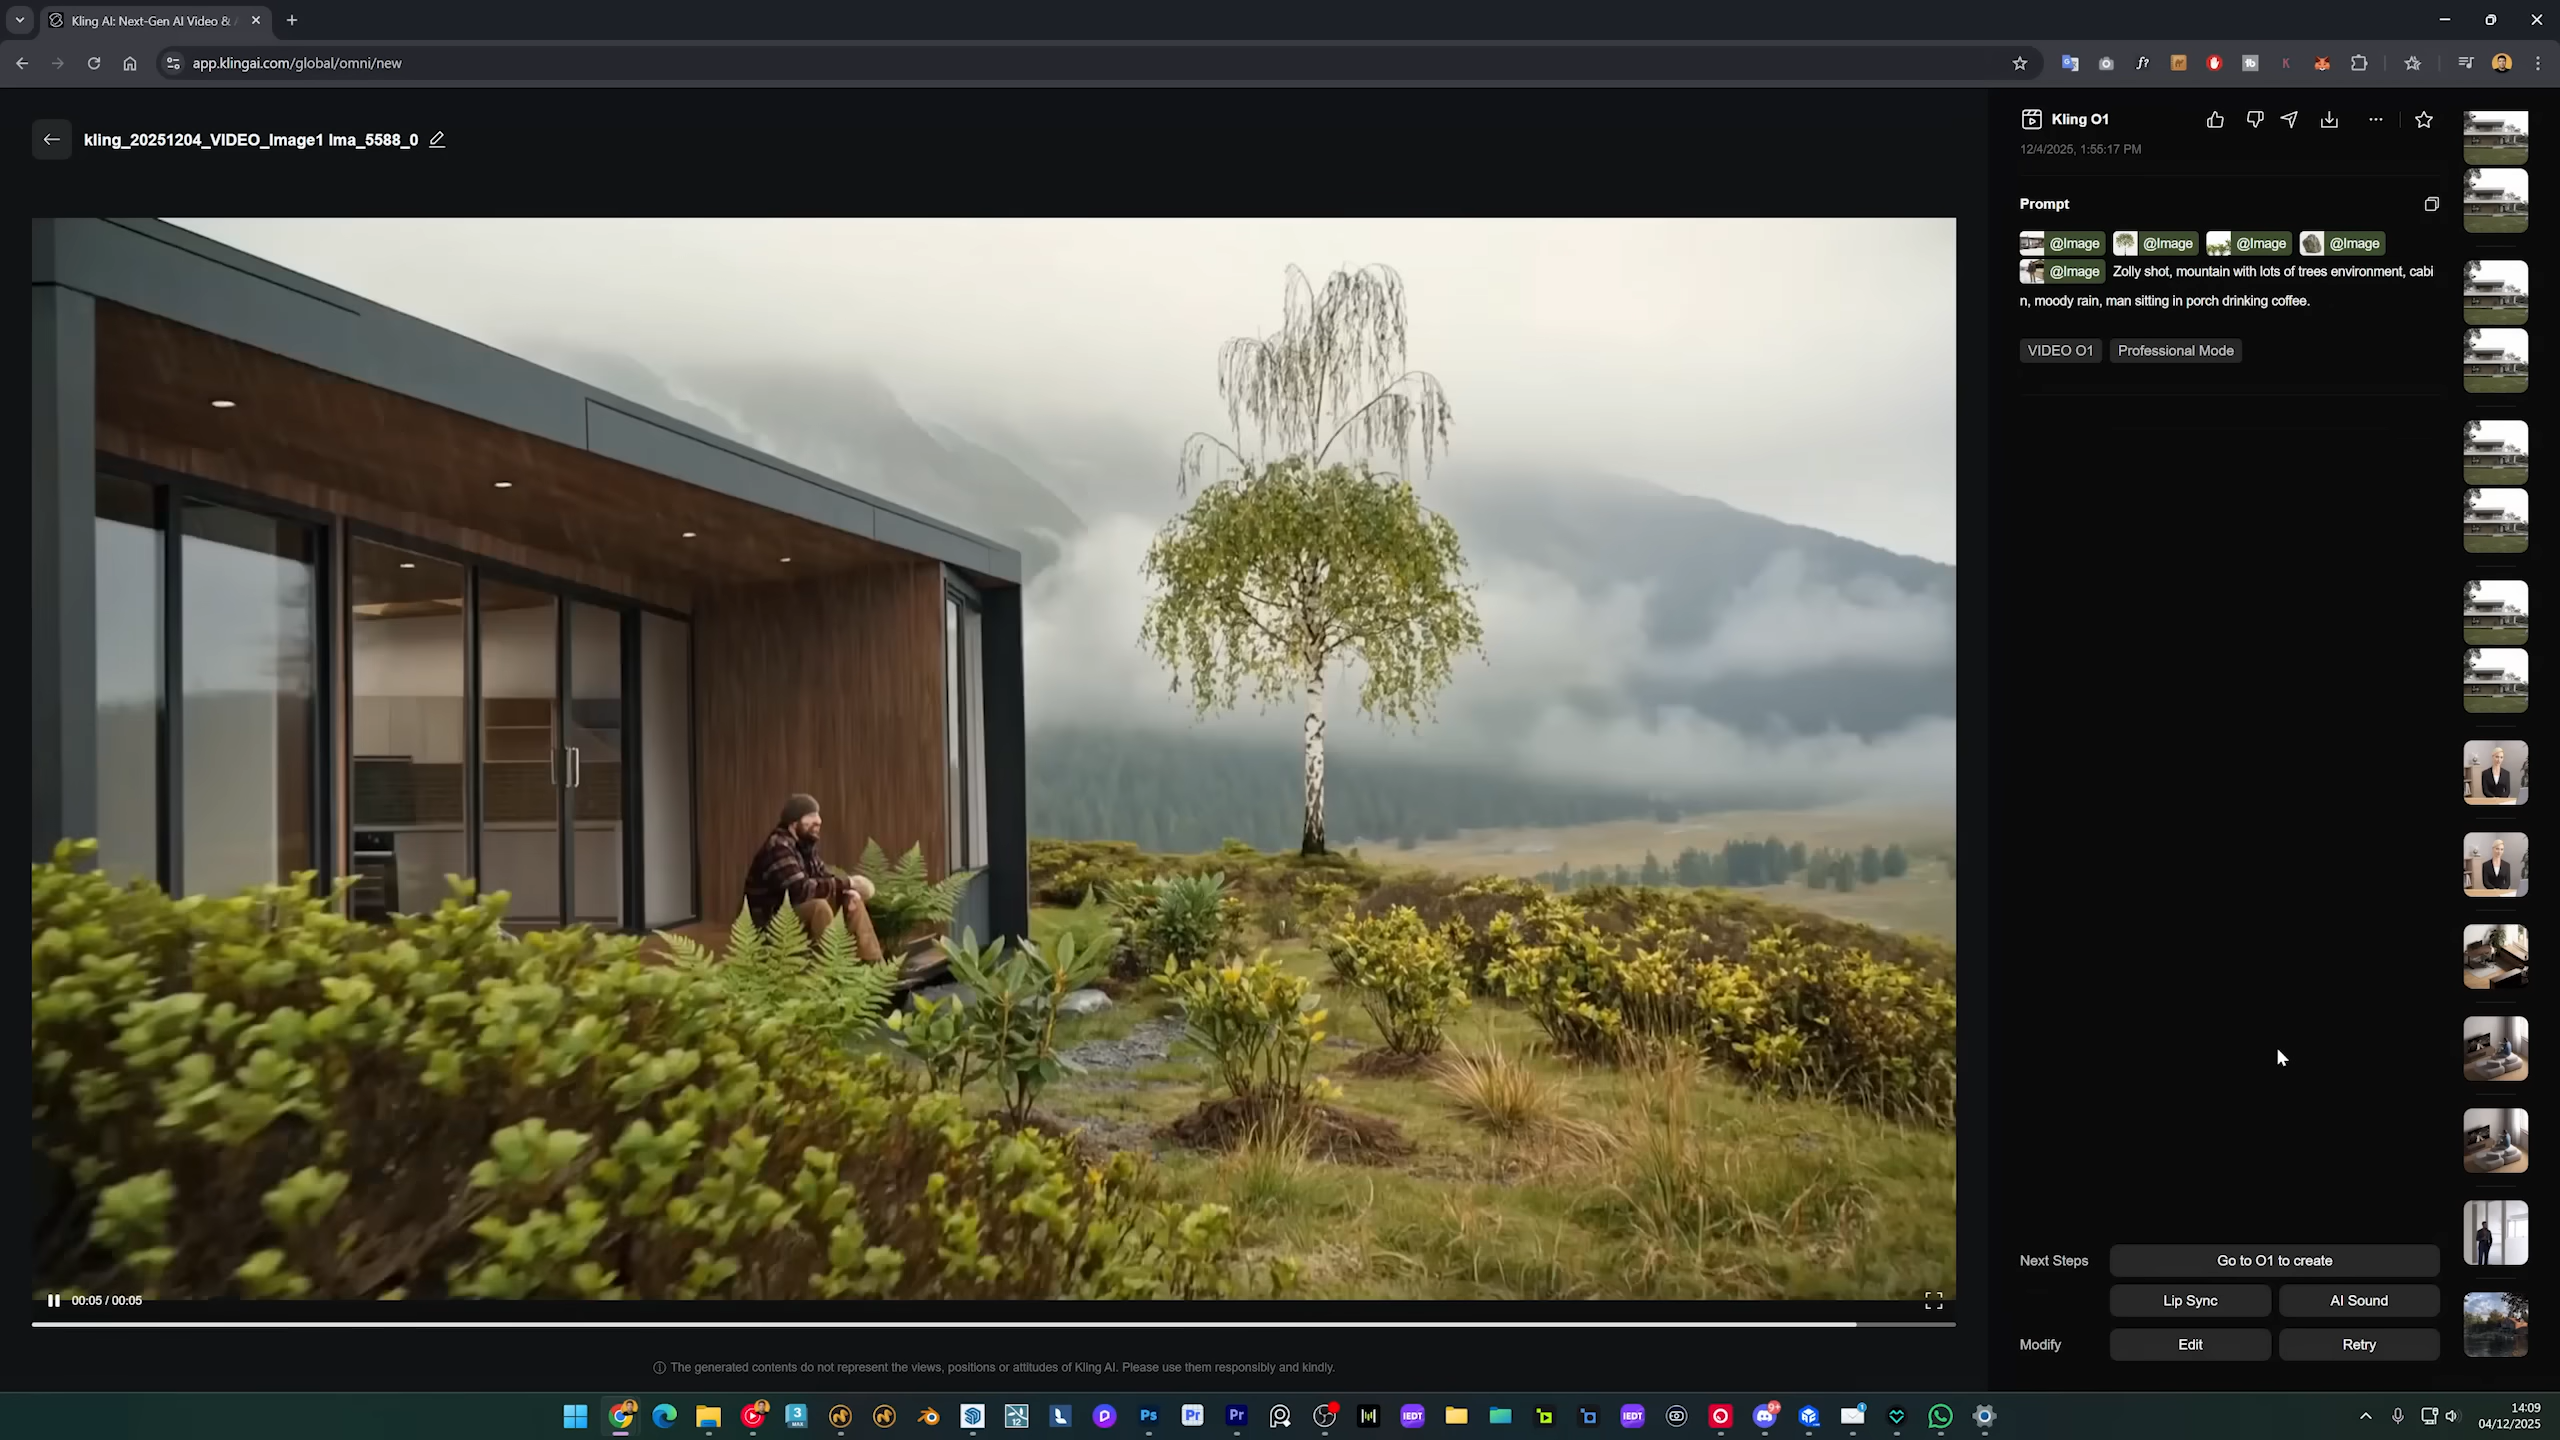 Kling AI: Next-Gen AI Video &
app.klingai.com/global/omni/new
kling_20251204_VIDEO_Image1 Ima_5588_0
Kling O1
12/4/2025, 1:55:17 PM
Prompt
@Image @Image @Image @Image
@Image Zolly shot, mountain with lots of trees environment, cabi
n, moody rain, man sitting in porch drinking coffee.
VIDEO O1 Professional Mode
00:05 / 00:05
Next Steps Go to O1 to create
Lip Sync AI Sound
Modify Edit Retry
The generated contents do not represent the views, positions or attitudes of Kling AI. Please use them responsibly and kindly.
14:09
04/12/2025